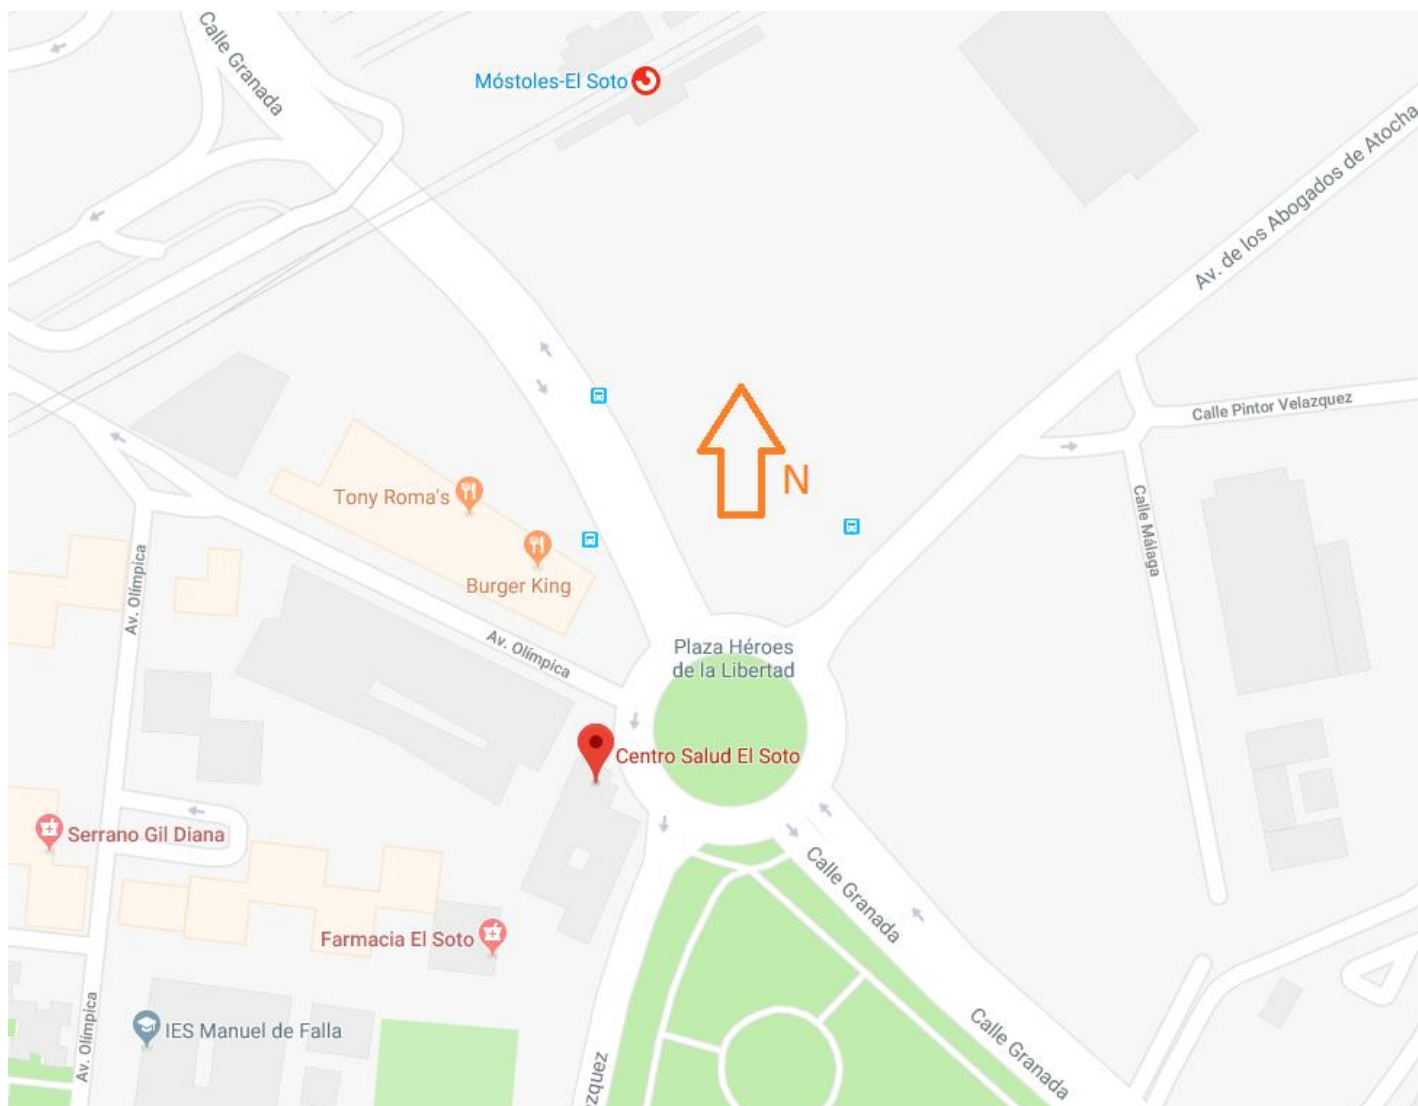 Calle Granada
Móstoles-El Soto
Av. de los Abogados de Atocha
Calle Pintor Velazquez
N
Tony Roma's
Calle Málaga
Burger King
Av. Olímpica
Av. Olímpica
Plaza Héroes
de la Libertad
Centro Salud El Soto
Serrano Gil Diana
Calle Granada
Farmacia El Soto
IES Manuel de Falla
Av. Olímpica
Calle Granada
zquez